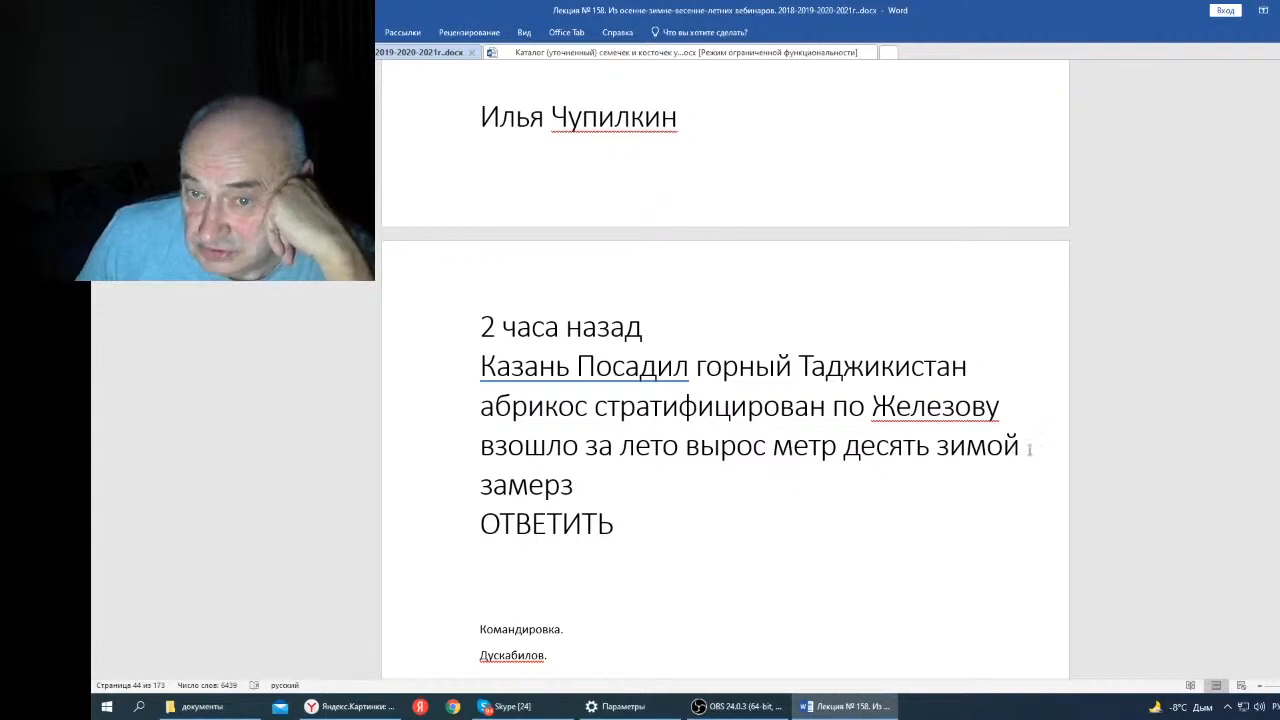 Лекция № 158. Из осенне-зимне-весенне-летних вебинаров. 2018-2019-2020-2021г..docx - Word
Вход
Рассылки Рецензирование Вид Office Tab Справка Что вы хотите сделать?
2019-2020-2021г..docx Каталог (уточненный) семечек и косточек у...осх [Режим ограниченной функциональности]
Илья Чупилкин
2 часа назад
Казань Посадил горный Таджикистан
абрикос стратифицирован по Железову
взошло за лето вырос метр десять зимой
замерз
ОТВЕТИТЬ
Командировка.
Дускабилов.
Страница 44 из 173 Число слов: 6439 русский
документы Яндекс.Картинки: ... Skype [24] Параметры OBS 24.0.3 (64-bit, ... Лекция № 158. Из ... -8°C Дым